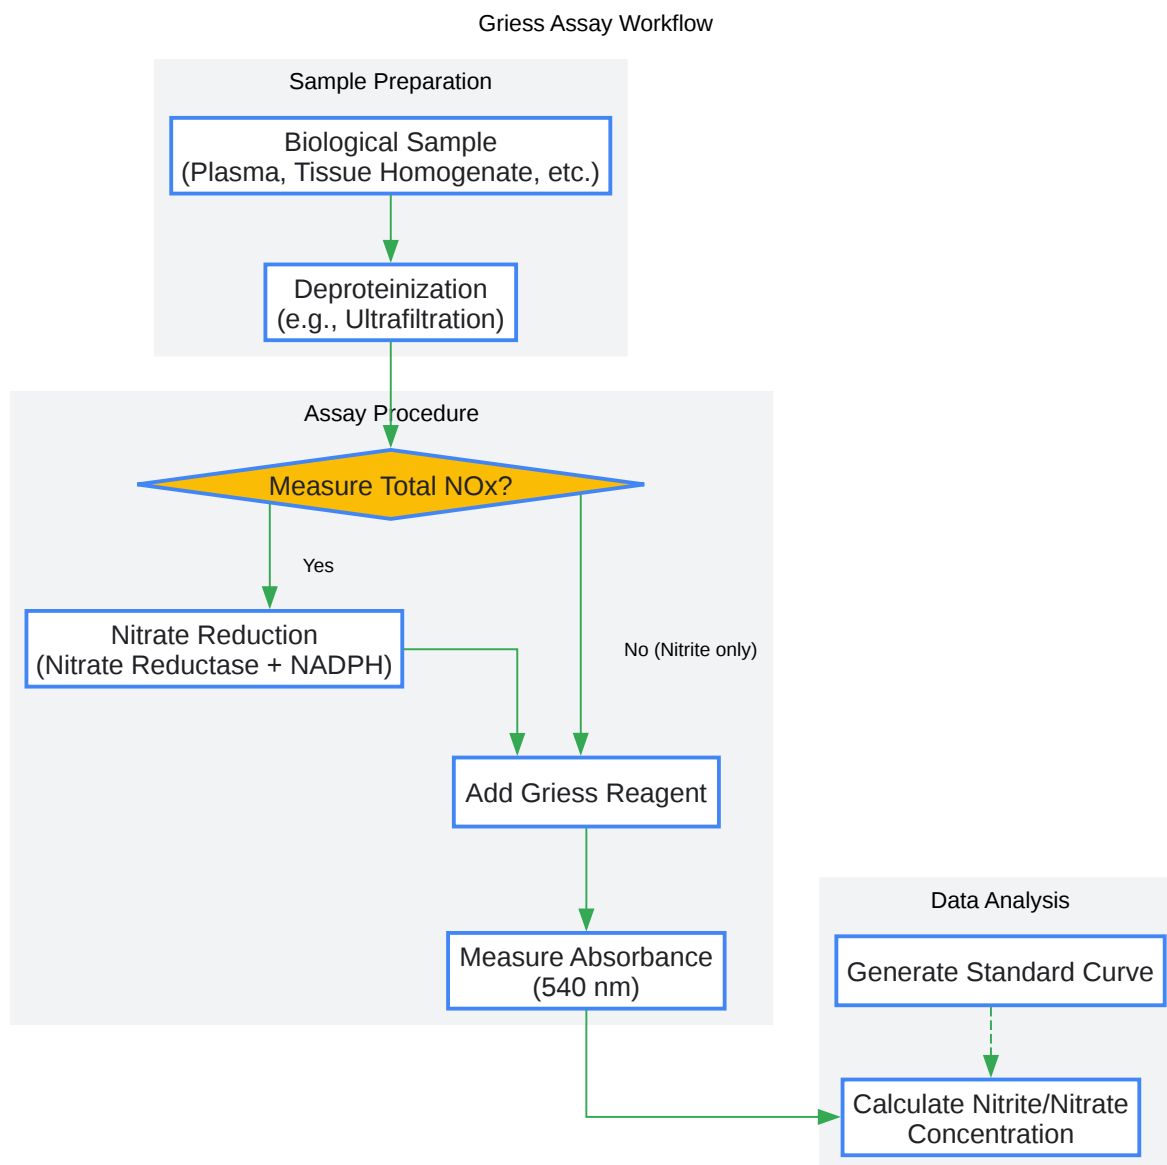 Griess Assay Workflow
Sample Preparation
Biological Sample
(Plasma, Tissue Homogenate, etc.)
Deproteinization
(e.g., Ultrafiltration)
Assay Procedure
Measure Total NOx?
Yes
Nitrate Reduction
(Nitrate Reductase + NADPH)
No (Nitrite only)
Add Griess Reagent
Measure Absorbance
(540 nm)
Data Analysis
Generate Standard Curve
Calculate Nitrite/Nitrate
Concentration